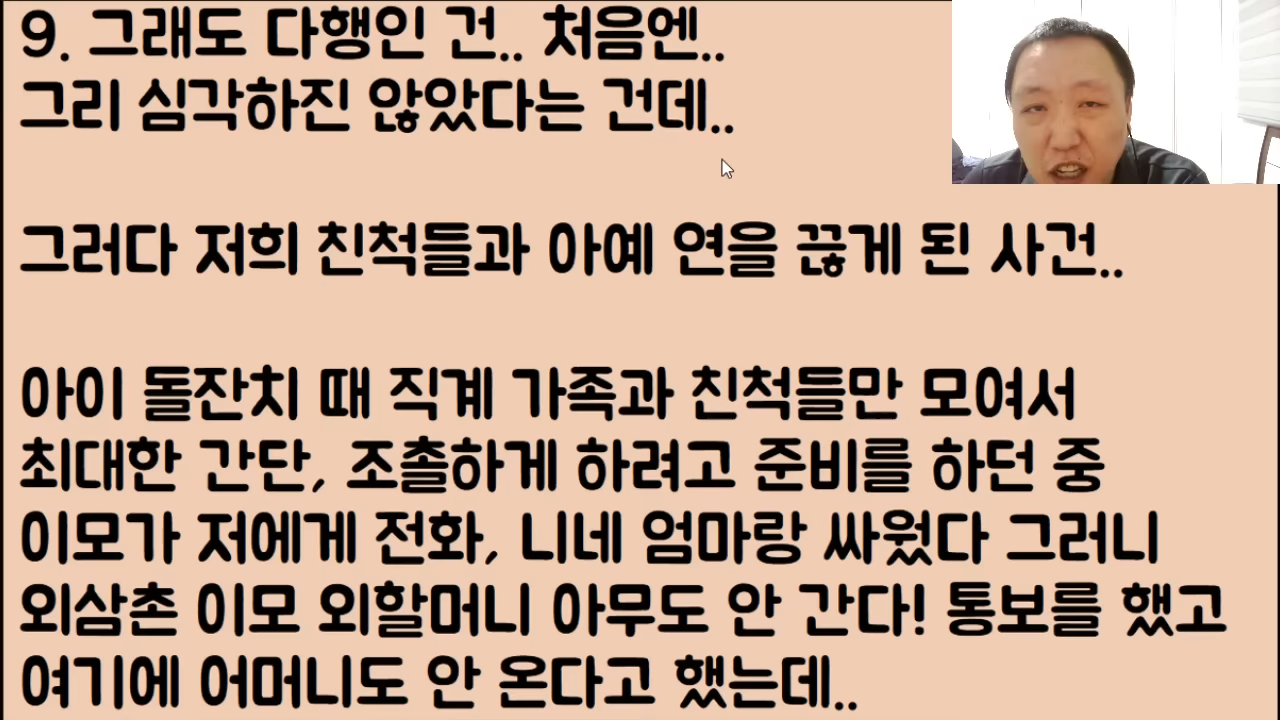 9. 그래도 다행인 건.. 처음엔..
그리 심각하진 않았다는 건데..
그러다 저희 친척들과 아예 연을 끊게 된 사건..
아이 돌잔치 때 직계 가족과 친척들만 모여서
최대한 간단, 조촐하게 하려고 준비를 하던 중
이모가 저에게 전화, 니네 엄마랑 싸웠다 그러니
외삼촌 이모 외할머니 아무도 안 간다! 통보를 했고
여기에 어머니도 안 온다고 했는데..